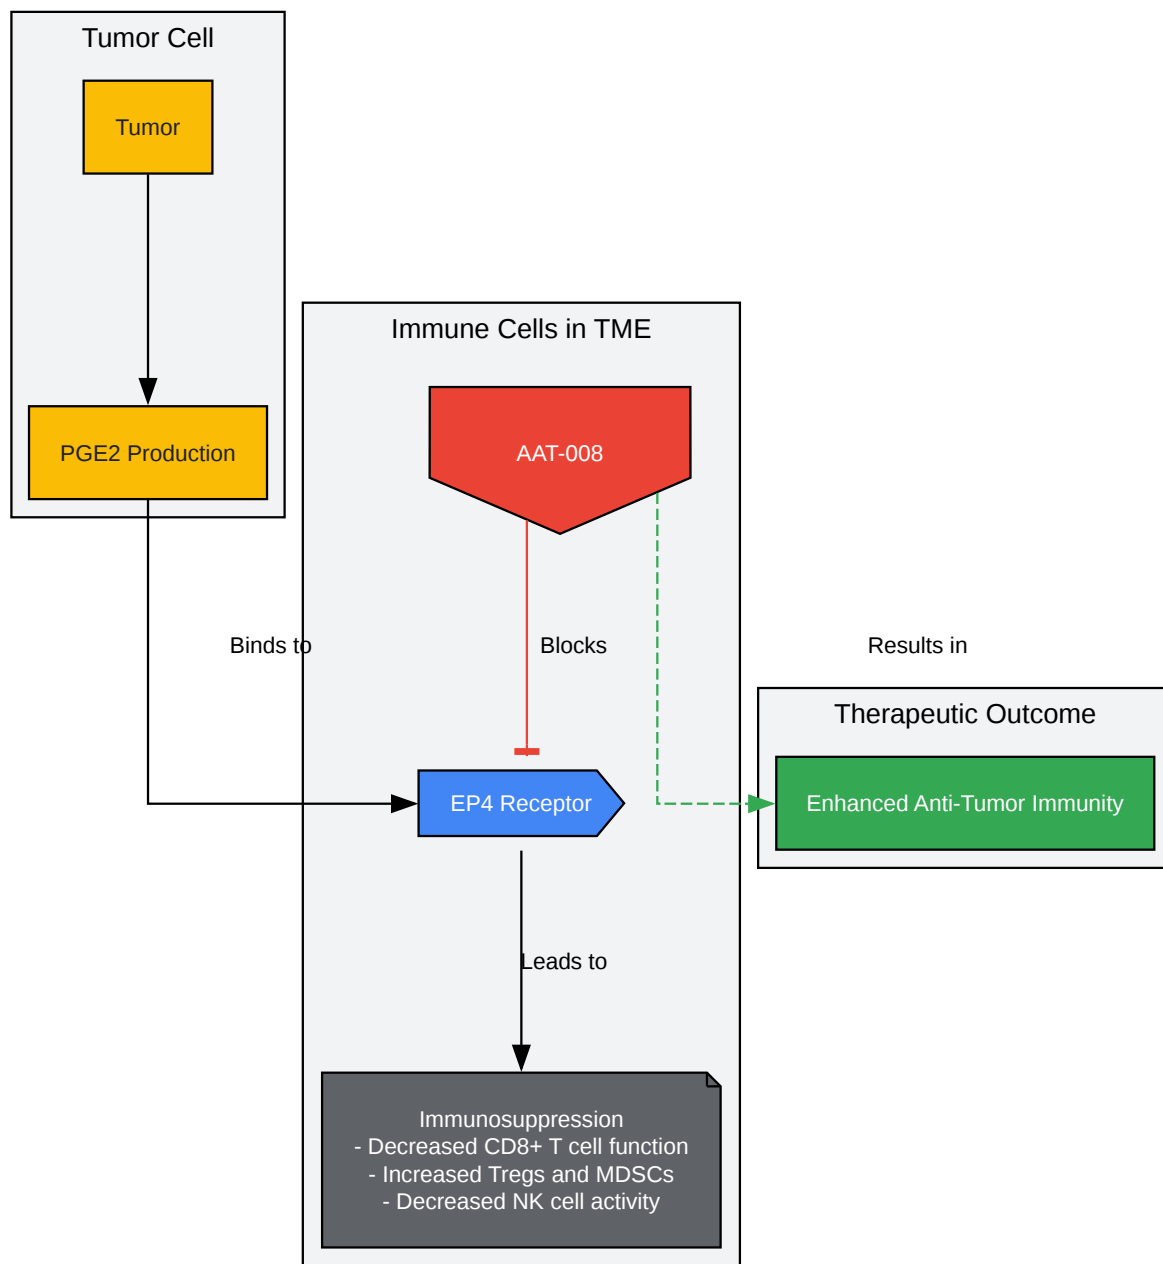 Tumor Cell
Tumor
PGE2 Production
Immune Cells in TME
AAT-008
Binds to
Blocks
Results in
EP4 Receptor
Therapeutic Outcome
Enhanced Anti-Tumor Immunity
Leads to
Immunosuppression
- Decreased CD8+ T cell function
- Increased Tregs and MDSCs
- Decreased NK cell activity